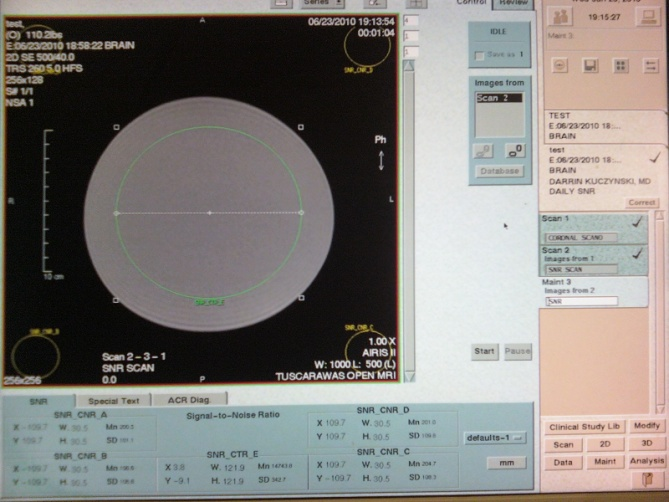 Series
Control
Review
test,
(O) 110.2lbs
E:06/23/2010 18:58:22 BRAIN
2D SE 500/40.0
TRS 260 5.0 HFS
256x128
S# 1/1
NSA 1
A
06/23/2010 19:13:54
00:01:04
SNR_CNR_D
Ph
L
10 cm
SNR_CTR_E
SNR_CNR_B
SNR_CNR_C
1.00 X
AIRIS II
W: 1000 L: 500 (L)
TUSCARAWAS OPEN MRI
Scan 2 - 3 - 1
SNR SCAN
0.0
256x256
P
IDLE
Save as 1
Images from
Scan 2
Database
Start
Pause
19:15:27
Maint 3
TEST
E:06/23/2010 18:...
BRAIN
test
E:06/23/2010 18:...
BRAIN
DARRIN KUCZYNSKI, MD
DAILY SNR
Correct
Scan 1
CORONAL SCANO
Scan 2
Images from 1
SNR SCAN
Maint 3
Images from 2
SNR
Clinical Study Lib
Modify
Scan
2D
3D
Data
Maint
Analysis
SNR
Special Text
ACR Diag.
Signal-to-Noise Ratio
SNR_CNR_A
X -109.7 W. 30.5 Mn
Y 109.7 H. 30.5 SD
SNR_CNR_B
X -109.7 W. 30.5 Mn
Y -109.7 H. 30.5 SD
SNR_CTR_E
X 3.8 W. 121.9 Mn
Y -9.1 H. 121.9 SD
SNR_CNR_D
X 109.7 W. 30.5 Mn
Y 109.7 H. 30.5 SD
SNR_CNR_C
X 109.7 W. 30.5 Mn
Y -109.7 H. 30.5 SD
defaults-1
mm